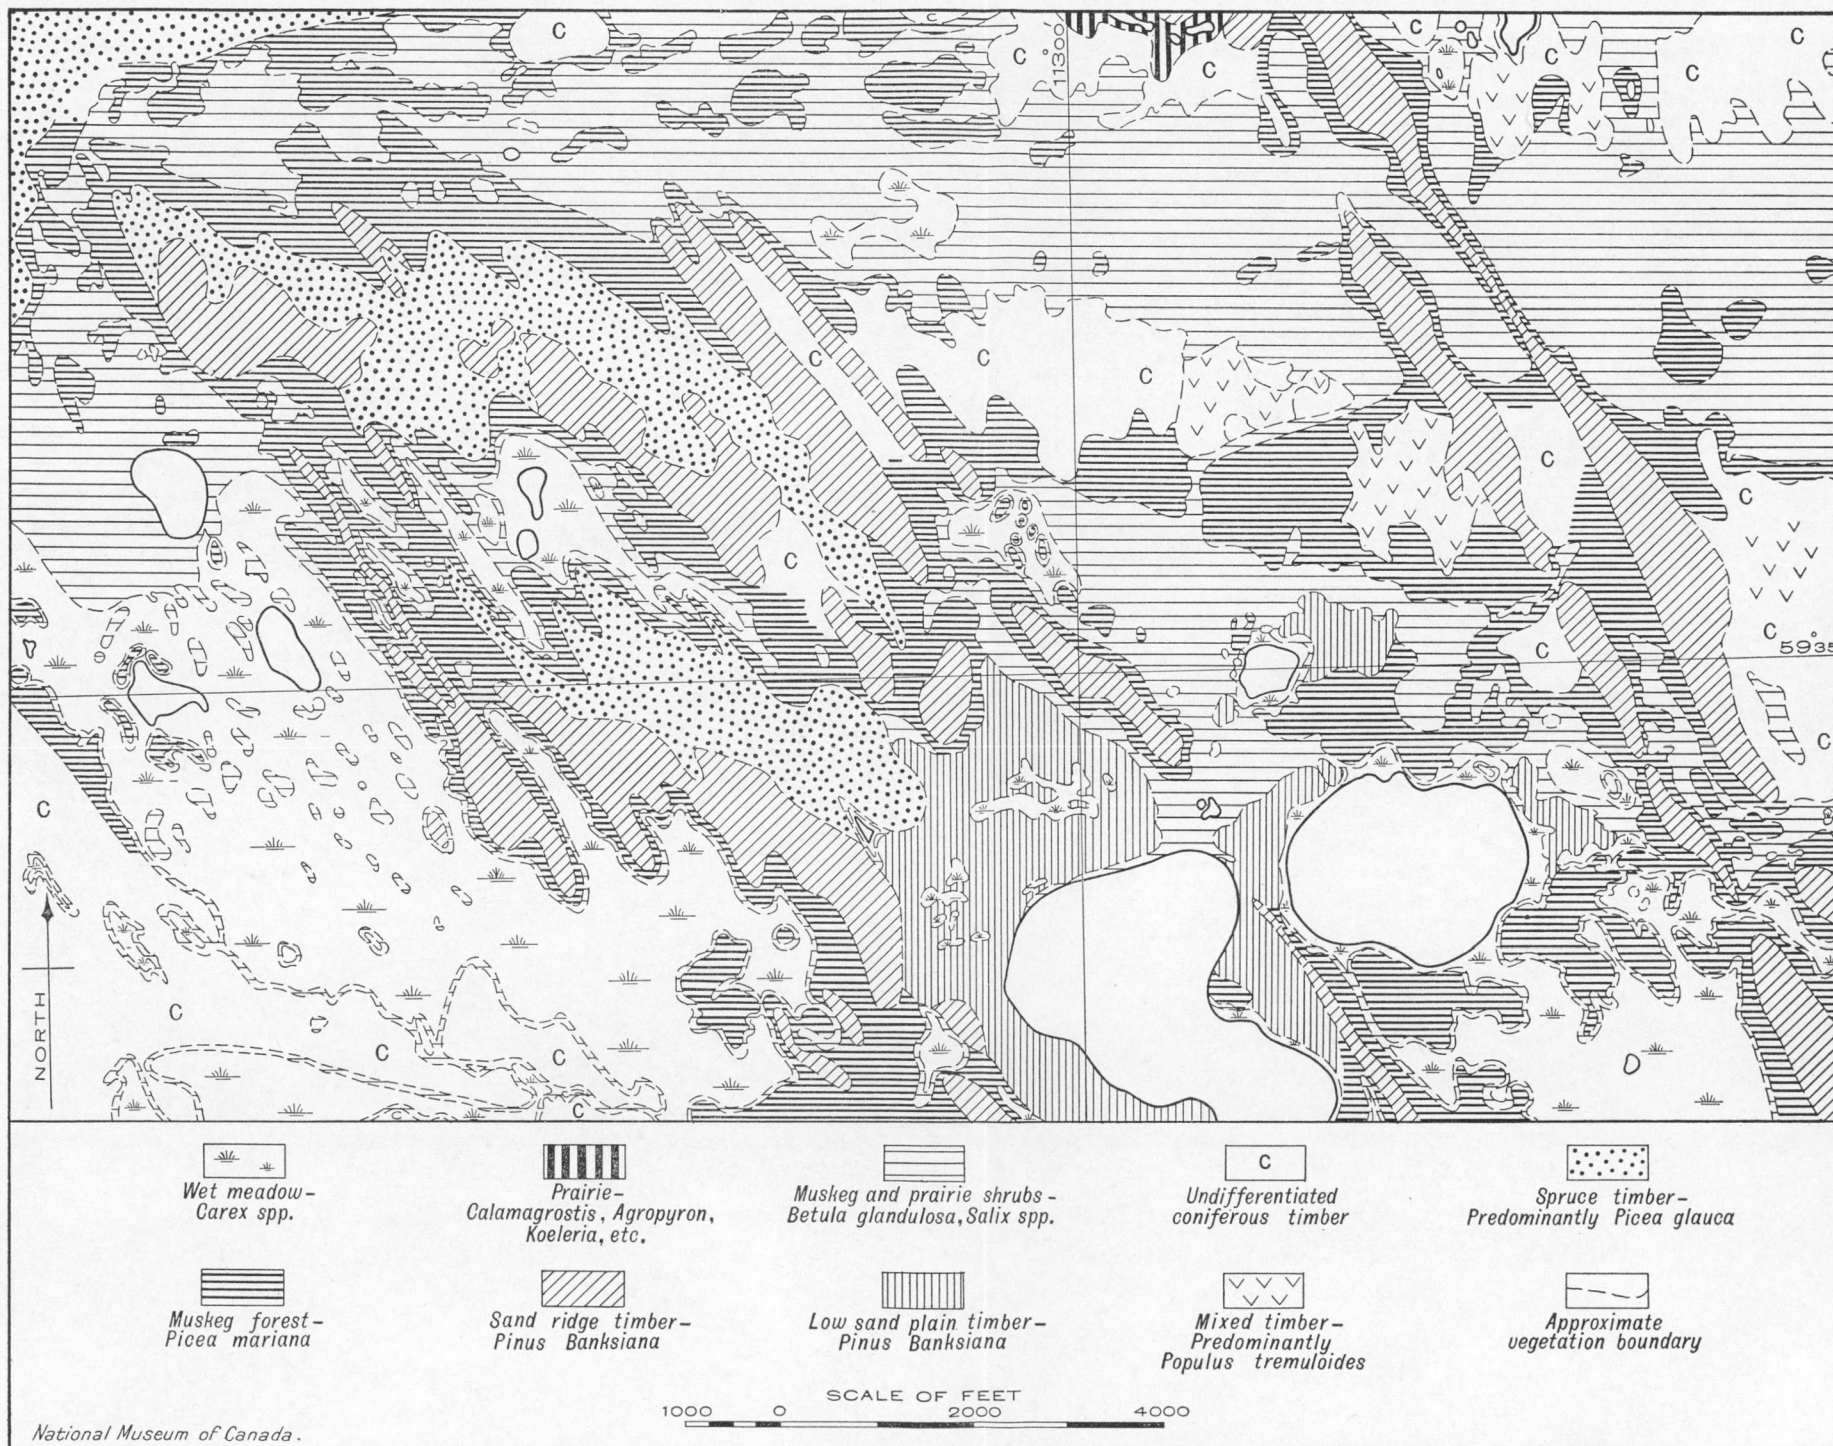 C
C
C
C
C
C
C
C
11300°
C
C
C
C
C
C
C
C
5935
C
C
C
C
C
C
C
C
NORTH
Wet meadow-
Carex spp.
Prairie-
Calamagrostis, Agropyron,
Koeleria, etc.
Muskeg and prairie shrubs-
Betula glandulosa, Salix spp.
C
Undifferentiated
coniferous timber
Spruce timber-
Predominantly Picea glauca
Muskeg forest-
Picea mariana
Sand ridge timber-
Pinus Banksiana
Low sand plain timber-
Pinus Banksiana
Mixed timber-
Predominantly
Populus tremuloides
Approximate
vegetation boundary
SCALE OF FEET
1000 0 2000 4000
National Museum of Canada.